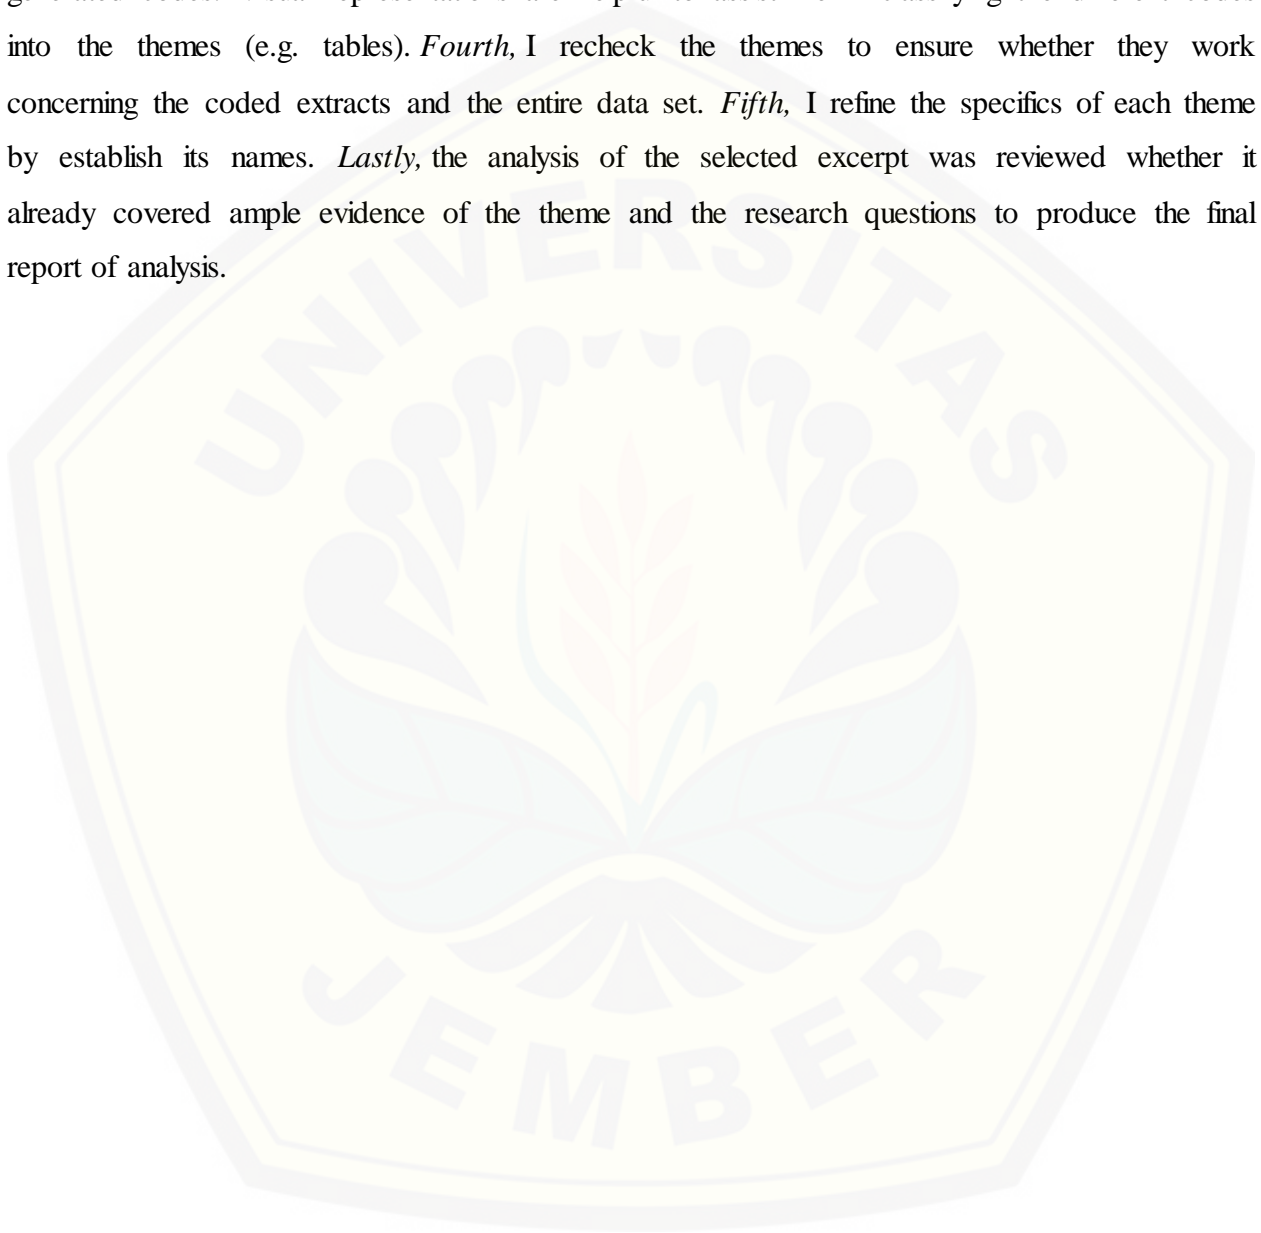 into the themes (e.g. tables). Fourth, I recheck the themes to ensure whether they work
concerning the coded extracts and the entire data set. Fifth, I refine the specifics of each theme
by establish its names. Lastly, the analysis of the selected excerpt was reviewed whether it
already covered ample evidence of the theme and the research questions to produce the final
report of analysis.
UNIVERSITAS
JEMBER